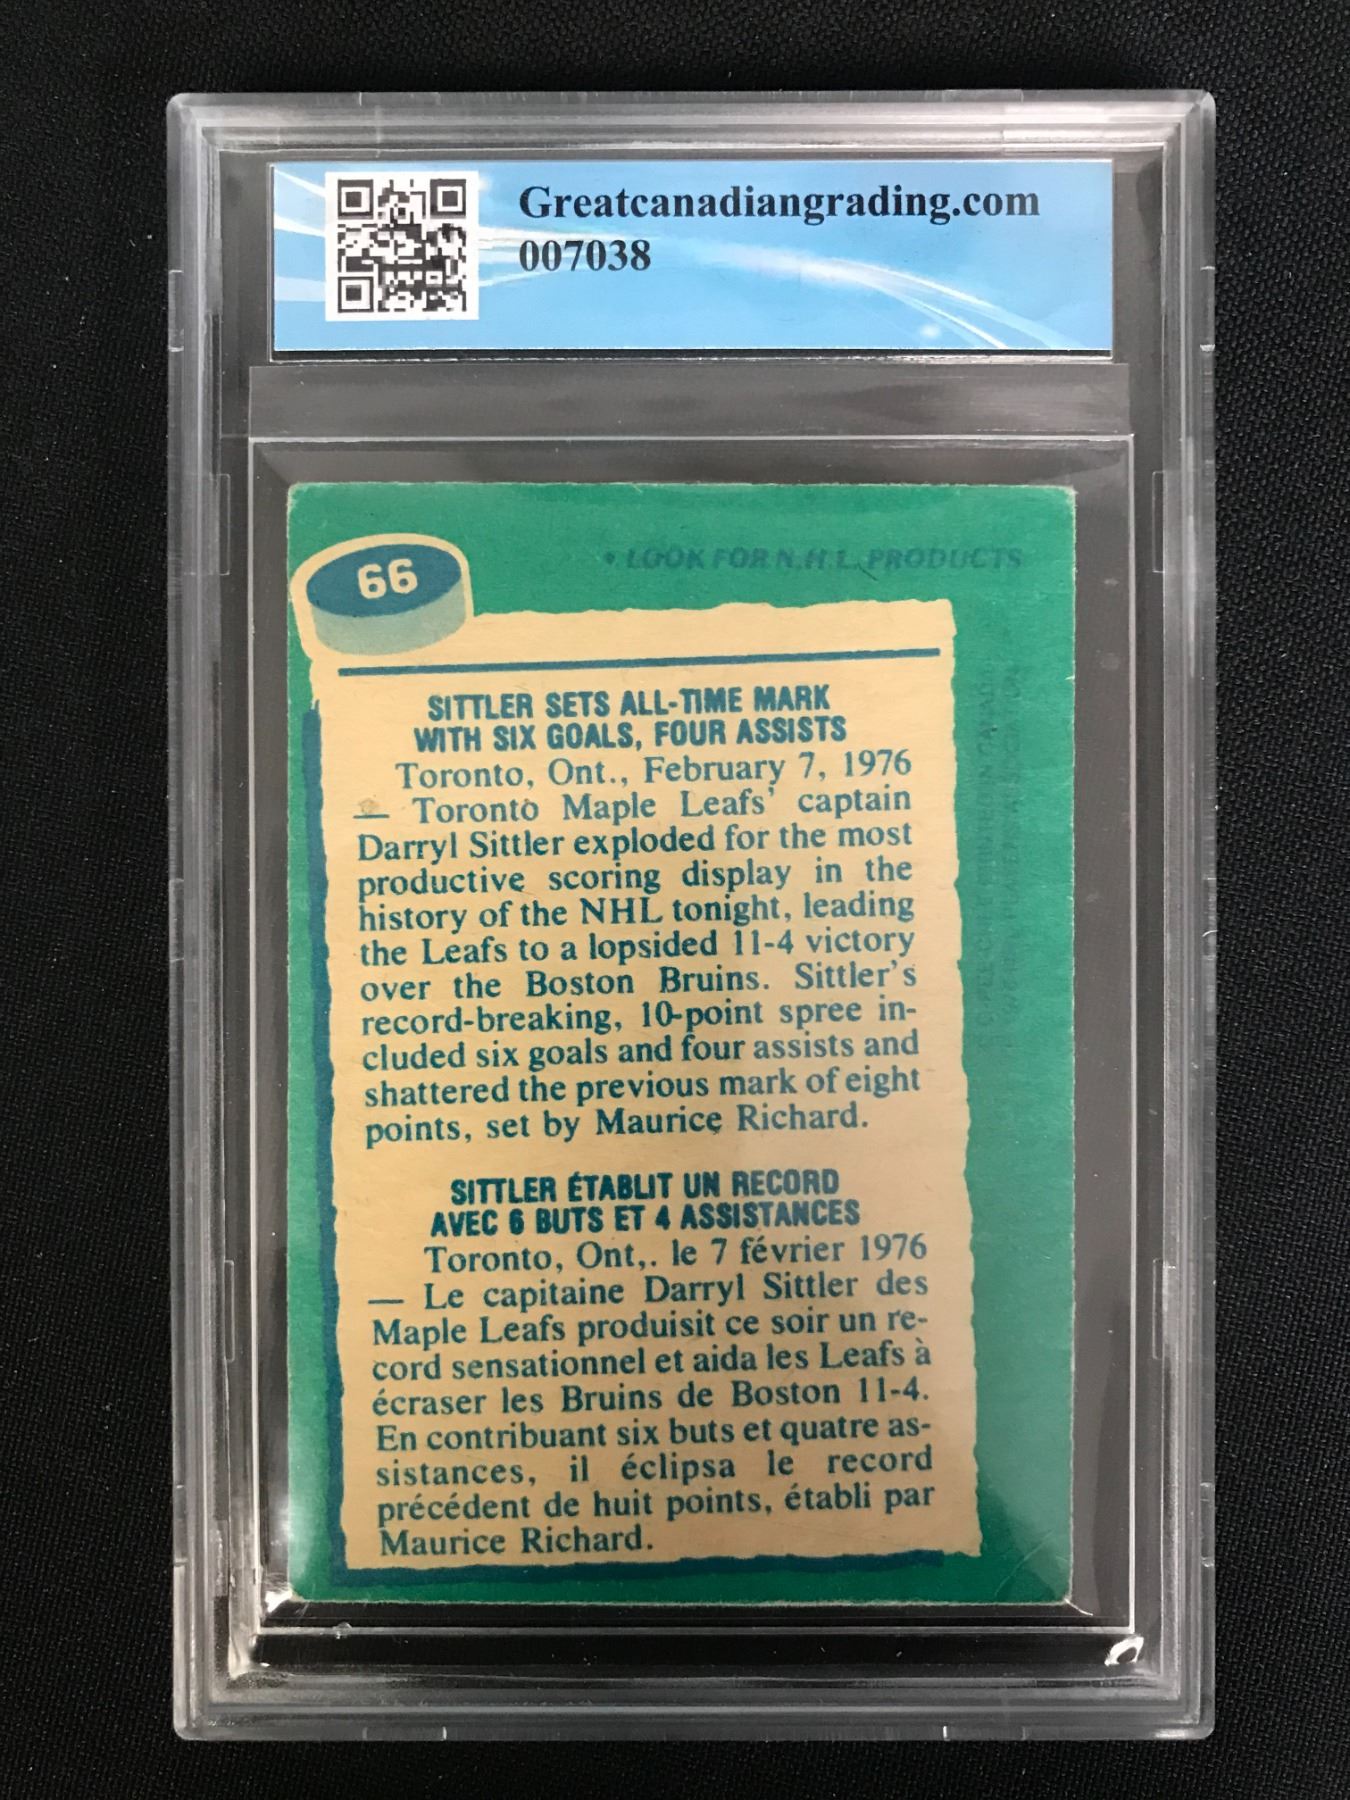 Greatcanadiangrading.com
007038
66
• LOOK FOR N.H.L. PRODUCTS
SITTLER SETS ALL-TIME MARK
WITH SIX GOALS, FOUR ASSISTS
Toronto, Ont., February 7, 1976
— Toronto Maple Leafs' captain
Darryl Sittler exploded for the most
productive scoring display in the
history of the NHL tonight, leading
the Leafs to a lopsided 11-4 victory
over the Boston Bruins. Sittler's
record-breaking, 10-point spree in-
cluded six goals and four assists and
shattered the previous mark of eight
points, set by Maurice Richard.
SITTLER ÉTABLIT UN RECORD
AVEC 6 BUTS ET 4 ASSISTANCES
Toronto, Ont,. le 7 février 1976
— Le capitaine Darryl Sittler des
Maple Leafs produisit ce soir un re-
cord sensationnel et aida les Leafs à
écraser les Bruins de Boston 11-4.
En contribuant six buts et quatre as-
sistances, il éclipsa le record
précédent de huit points, établi par
Maurice Richard.